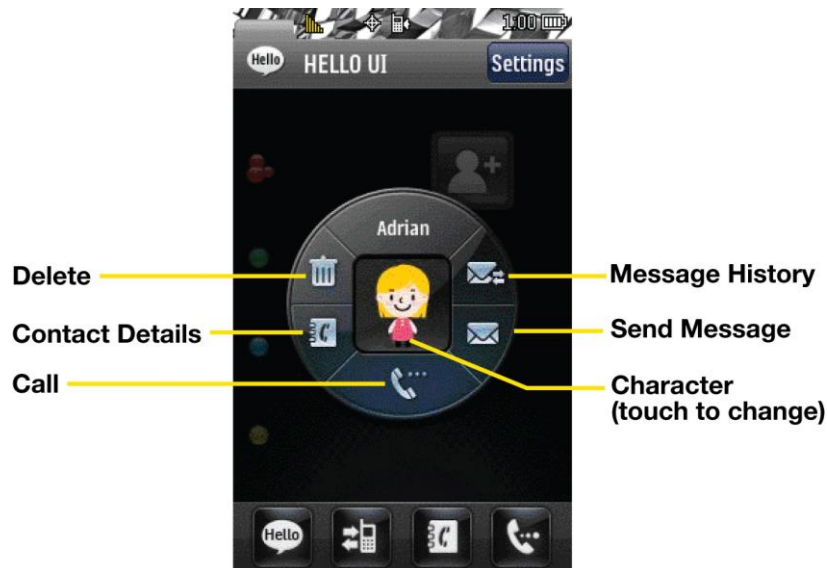 1:00
Hello
HELLO UI
Settings
Adrian
Delete
Contact Details
Call
Message History
Send Message
Character
(touch to change)
Hello